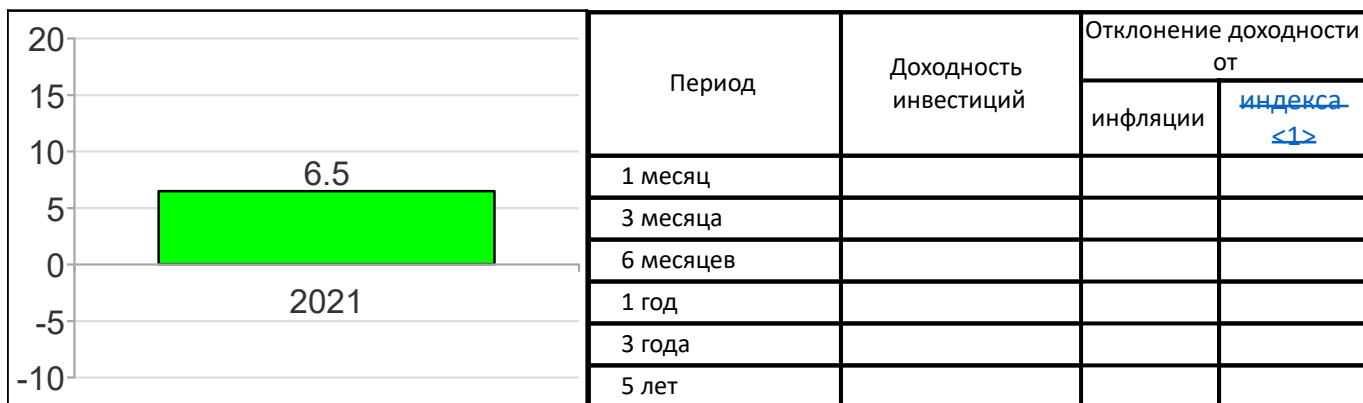 20
15
10
5
0
-5
-10
6.5
2021
Период
Доходность
инвестиций
Отклонение доходности
от
инфляции
индекса
<1>
1 месяц
3 месяца
6 месяцев
1 год
3 года
5 лет